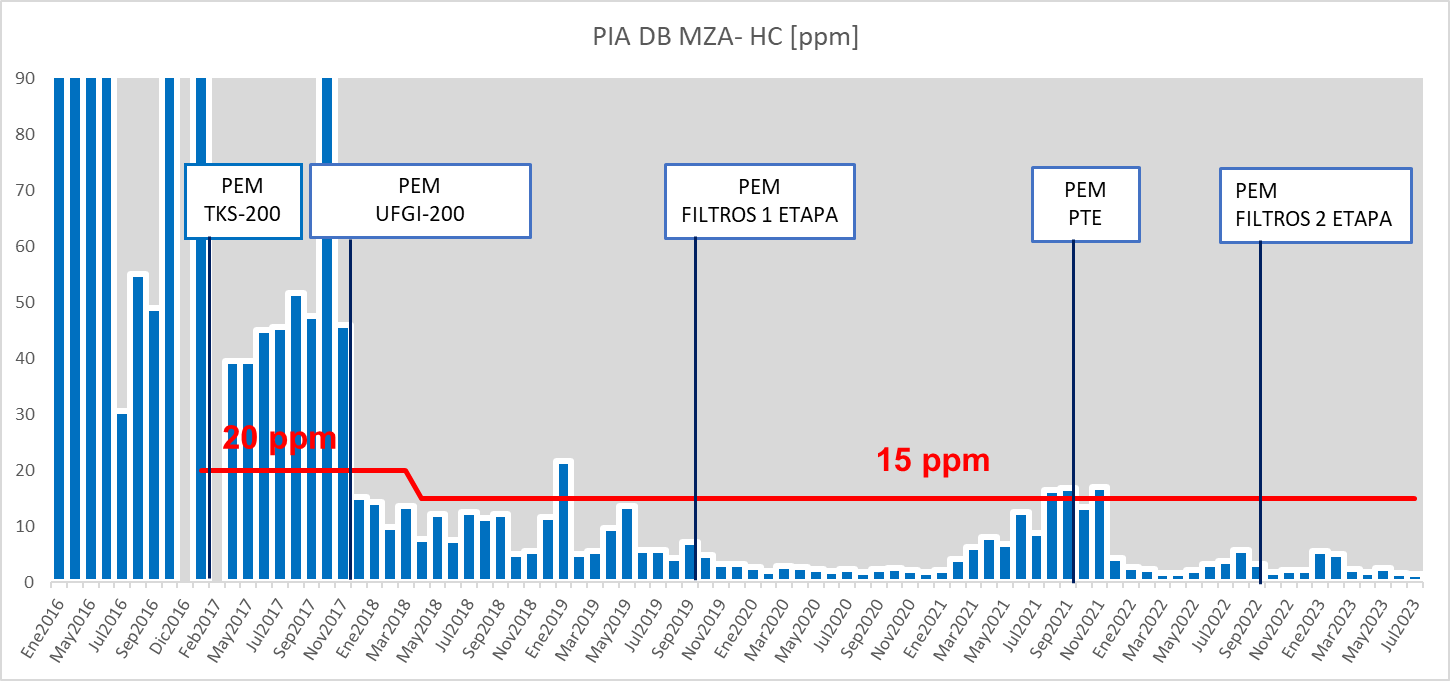 PIA DB MZA- HC [ppm]
90
80
70
60
50
40
30
20
10
0
PEM
TKS-200
PEM
UFGI-200
PEM
FILTROS 1 ETAPA
PEM
PTE
PEM
FILTROS 2 ETAPA
20 ppm
15 ppm
Ene2016
May2016
Jul2016
Sep2016
Dic2016
Feb2017
May2017
Jul2017
Sep2017
Nov2017
Ene2018
Mar2018
May2018
Jul2018
Sep2018
Nov2018
Ene2019
Mar2019
May2019
Jul2019
Sep2019
Nov2019
Ene2020
Mar2020
May2020
Jul2020
Sep2020
Nov2020
Ene2021
Mar2021
May2021
Jul2021
Sep2021
Nov2021
Ene2022
Mar2022
May2022
Jul2022
Sep2022
Nov2022
Ene2023
Mar2023
May2023
Jul2023